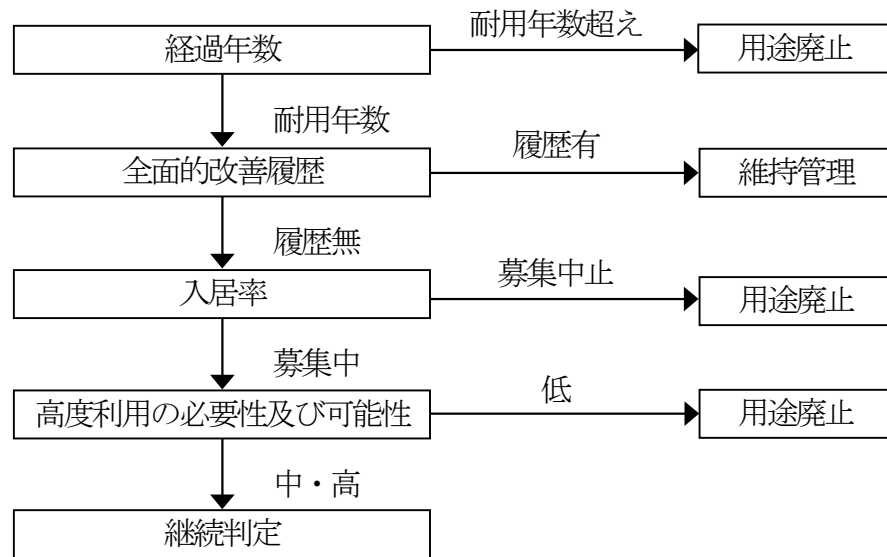 耐用年数超え
経過年数
用途廃止
耐用年数
履歴有
全面的改善履歴
維持管理
履歴無
募集中止
入居率
用途廃止
募集中
低
高度利用の必要性及び可能性
用途廃止
中・高
継続判定